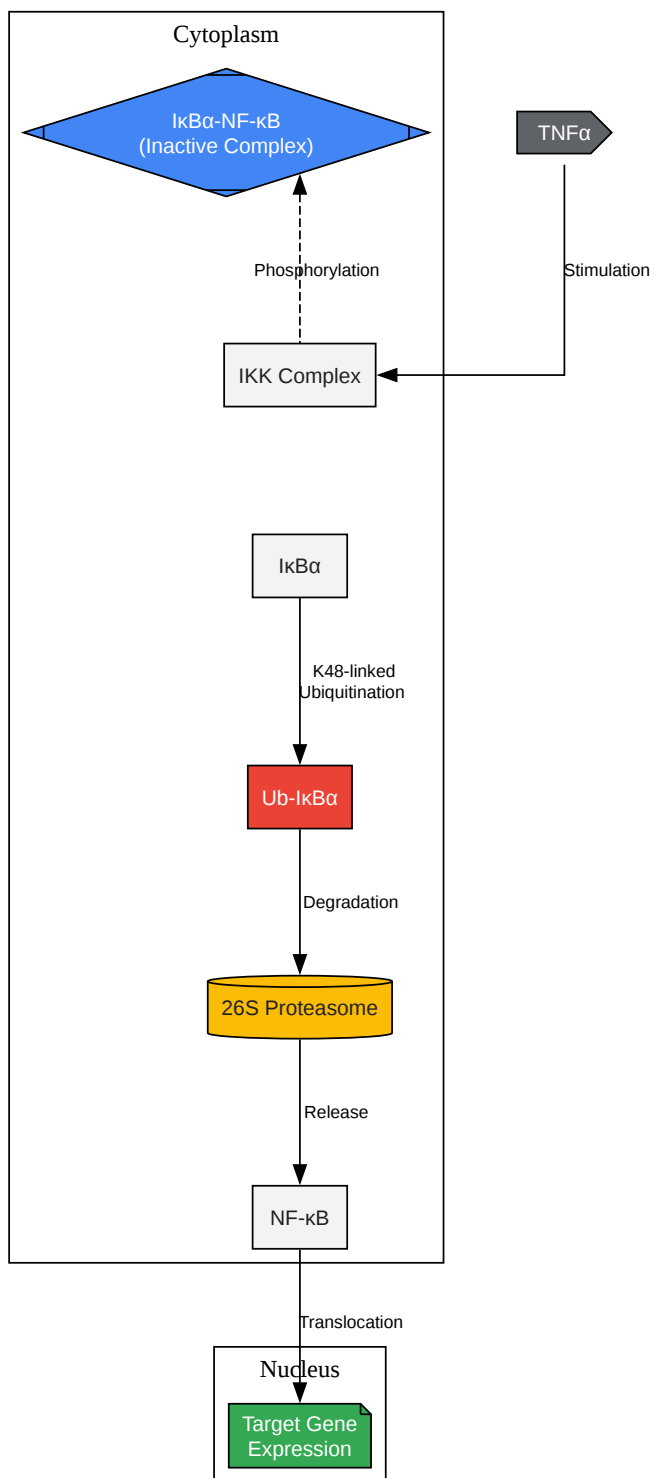 Cytoplasm
IκBα-NF-κB
(Inactive Complex)
TNFα
Phosphorylation
Stimulation
IKK Complex
IκBα
K48-linked
Ubiquitination
Ub-IκBα
Degradation
26S Proteasome
Release
NF-κB
Translocation
Nucleus
Target Gene
Expression